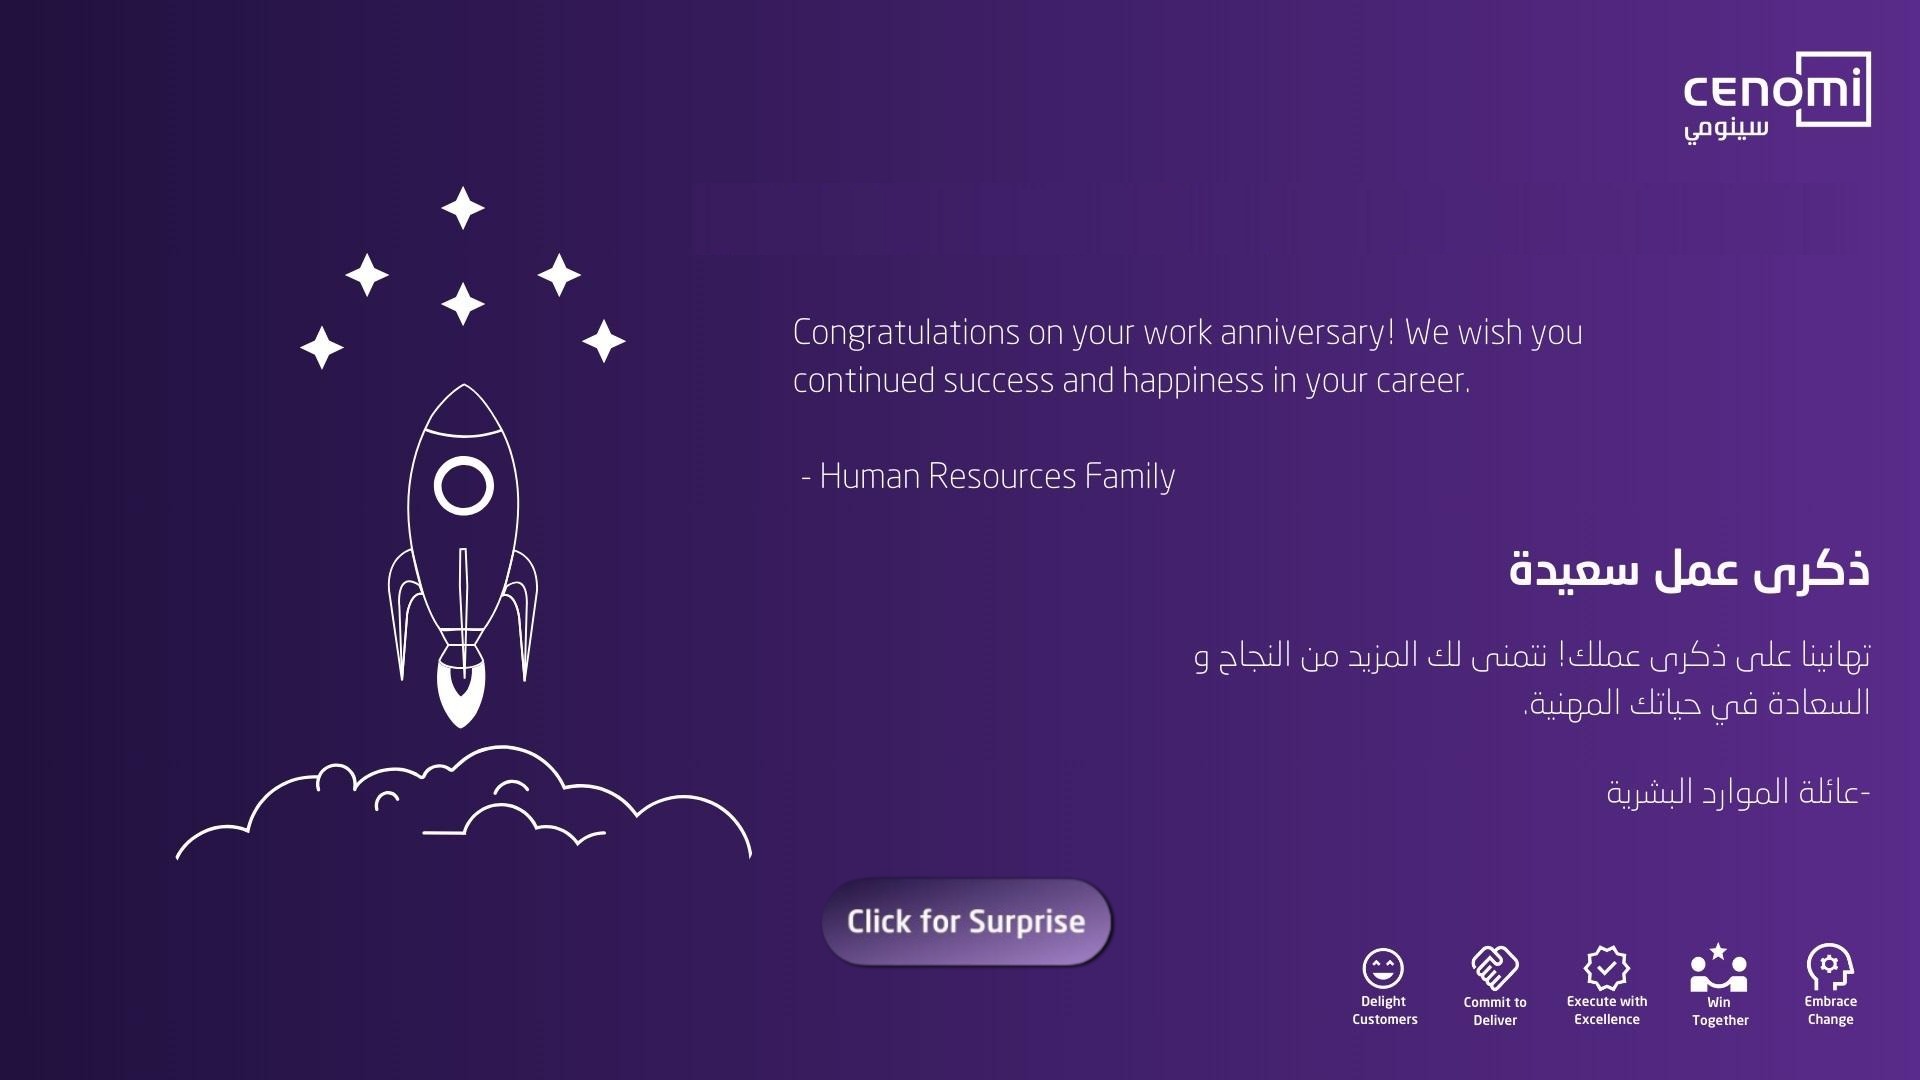 CENOMI
سينومي
Congratulations on your work anniversary! We wish you
continued success and happiness in your career.
- Human Resources Family
ذكرى عمل سعيدة
تهانينا على ذكرى عملك! نتمنى لك المزيد من النجاح و
السعادة في حياتك المهنية.
-عائلة الموارد البشرية
Click for Surprise
Delight
Customers
Commit to
Deliver
Execute with
Excellence
Win
Together
Embrace
Change